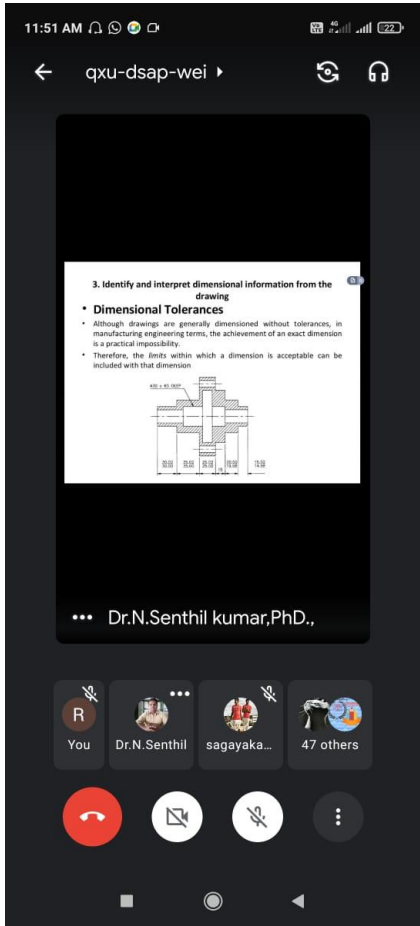 11:51 AM
VoLTE 4G 22
qxu-dsap-wei
3. Identify and interpret dimensional information from the
drawing
• Dimensional Tolerances
• Although drawings are generally dimensioned without tolerances, in
manufacturing engineering terms, the achievement of an exact dimension
is a practical impossibility.
• Therefore, the limits within which a dimension is acceptable can be
included with that dimension
Dr.N.Senthil kumar,PhD.,
R
You
Dr.N.Senthil
sagayaka...
47 others